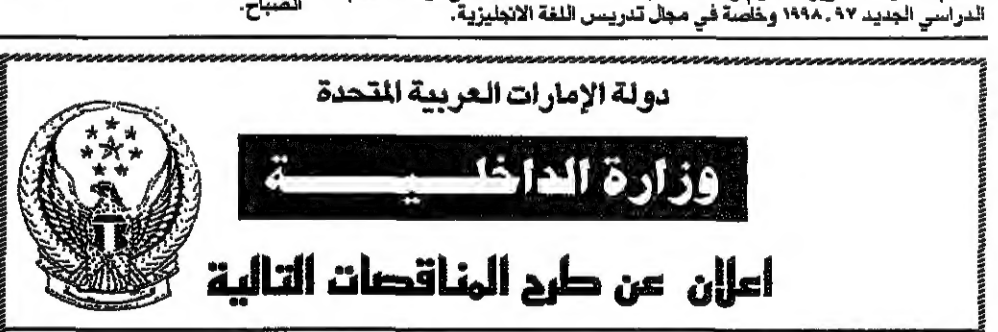 الصباح.
الدراسي الجديد ٩٧ ـ ١٩٩٨ وخاصة في مجال تدريس اللغة الانجليزية.
دولة الإمارات العربية المتحدة
وزارة الداخلـــيـــــــة
اعلان عن طرح المناقصات التالية